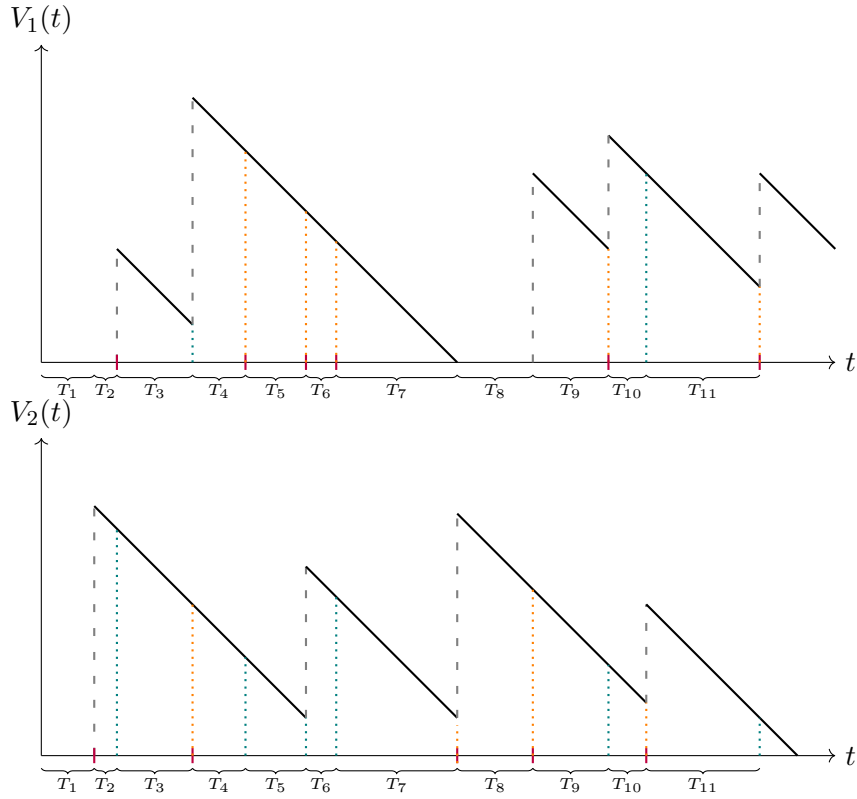 V₁(t)
t
T₁ T₂ T₃ T₄ T₅ T₆ T₇ T₈ T₉ T₁₀ T₁₁
V₂(t)
t
T₁ T₂ T₃ T₄ T₅ T₆ T₇ T₈ T₉ T₁₀ T₁₁